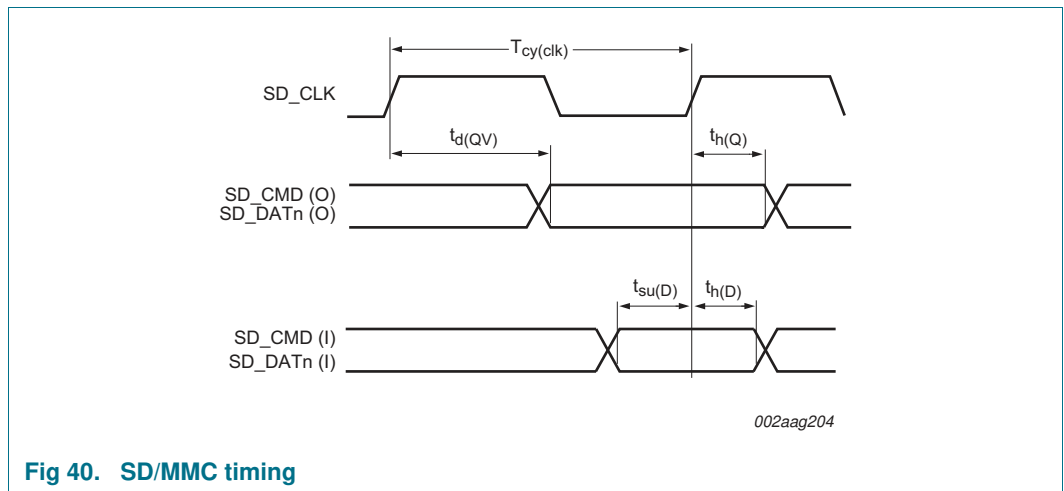 Tcy(clk)
SD_CLK
td(QV)
th(Q)
SD_CMD (O)
SD_DATn (O)
tsu(D)
th(D)
SD_CMD (I)
SD_DATn (I)
002aag204
Fig 40. SD/MMC timing